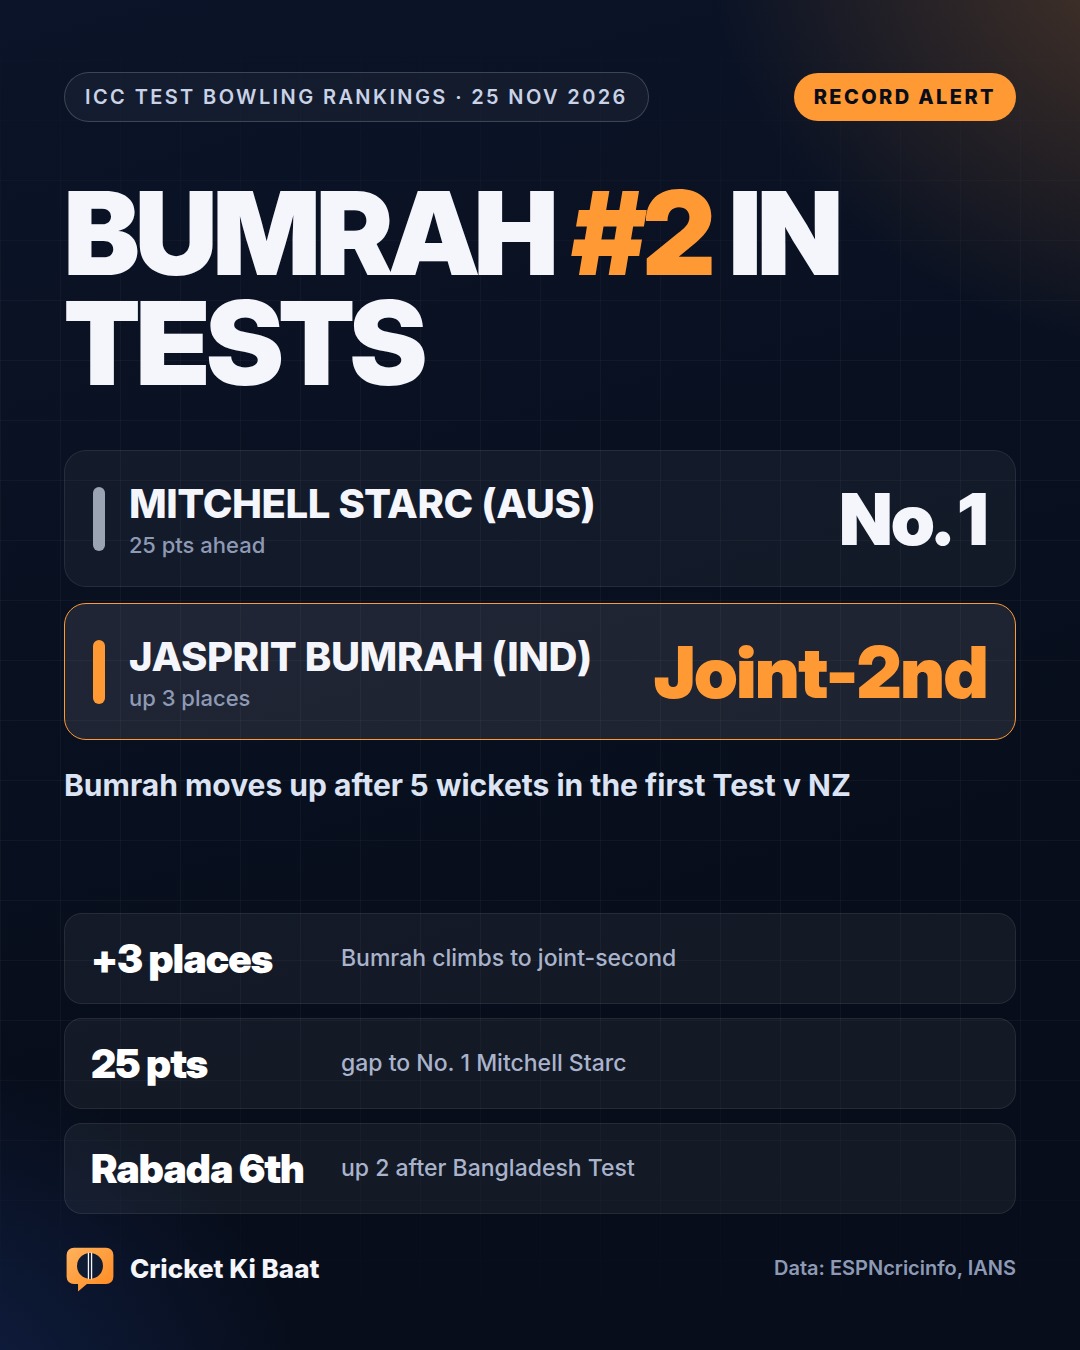 ICC TEST BOWLING RANKINGS · 25 NOV 2026
RECORD ALERT
BUMRAH #2 IN
TESTS
MITCHELL STARC (AUS)
25 pts ahead
No. 1
JASPRIT BUMRAH (IND)
up 3 places
Joint-2nd
Bumrah moves up after 5 wickets in the first Test v NZ
+3 places
Bumrah climbs to joint-second
25 pts
gap to No. 1 Mitchell Starc
Rabada 6th
up 2 after Bangladesh Test
Cricket Ki Baat
Data: ESPNcricinfo, IANS